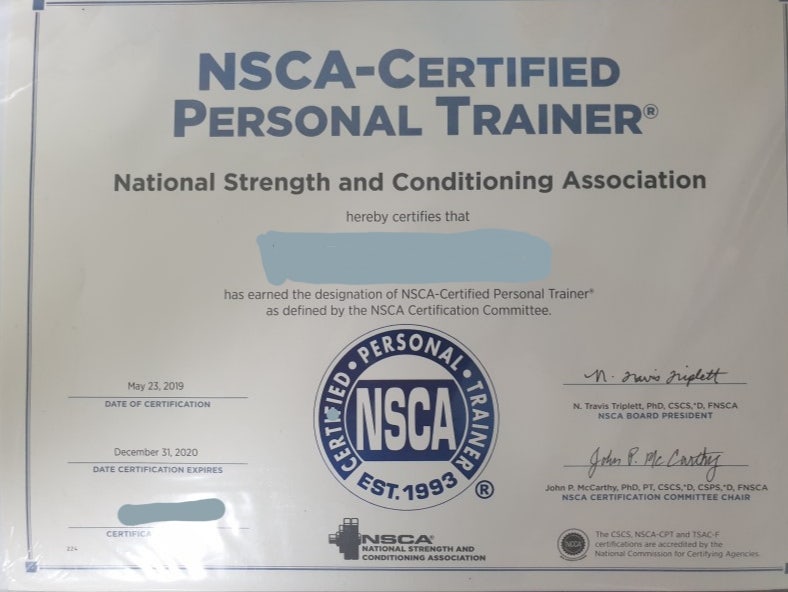 NSCA-CERTIFIED
PERSONAL TRAINER®
National Strength and Conditioning Association
hereby certifies that
has earned the designation of NSCA-Certified Personal Trainer®
as defined by the NSCA Certification Committee.
May 23, 2019
DATE OF CERTIFICATION
December 31, 2020
DATE CERTIFICATION EXPIRES
CERTIFICA
224
CERTIFIED • PERSONAL • TRAINER
NSCA
EST. 1993
®
NSCA®
NATIONAL STRENGTH AND
CONDITIONING ASSOCIATION
N. Travis Triplett
N. Travis Triplett, PhD, CSCS,*D, FNSCA
NSCA BOARD PRESIDENT
John P. McCarthy
John P. McCarthy, PhD, PT, CSCS,*D, CSPS,*D, FNSCA
NSCA CERTIFICATION COMMITTEE CHAIR
NCCA
The CSCS, NSCA-CPT and TSAC-F
certifications are accredited by the
National Commission for Certifying Agencies.